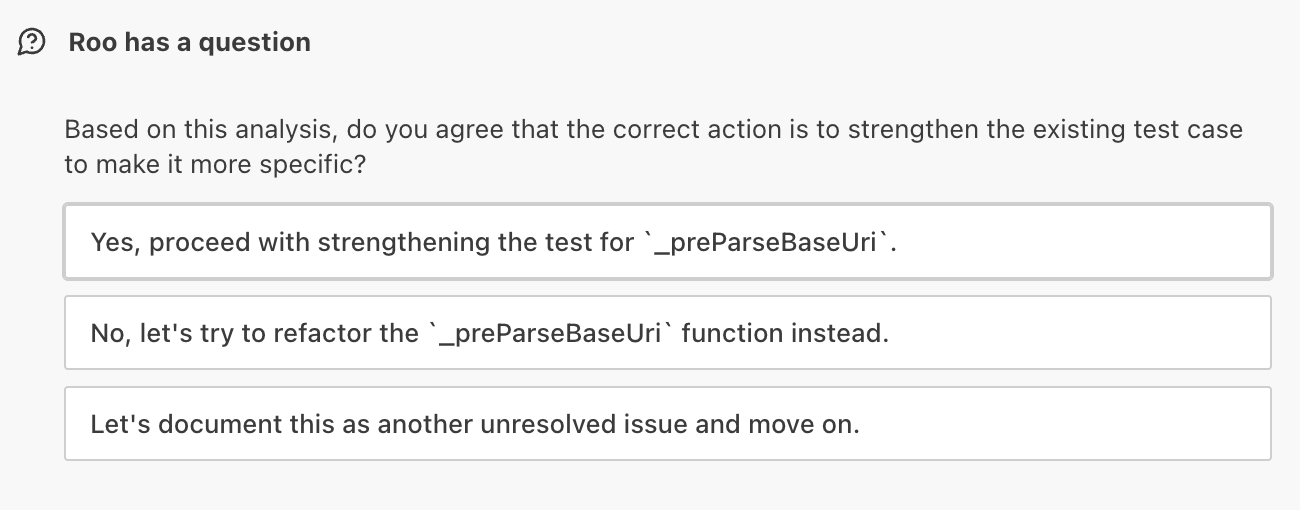 Roo has a question
Based on this analysis, do you agree that the correct action is to strengthen the existing test case
to make it more specific?
Yes, proceed with strengthening the test for `_preParseBaseUri`.
No, let's try to refactor the `_preParseBaseUri` function instead.
Let's document this as another unresolved issue and move on.